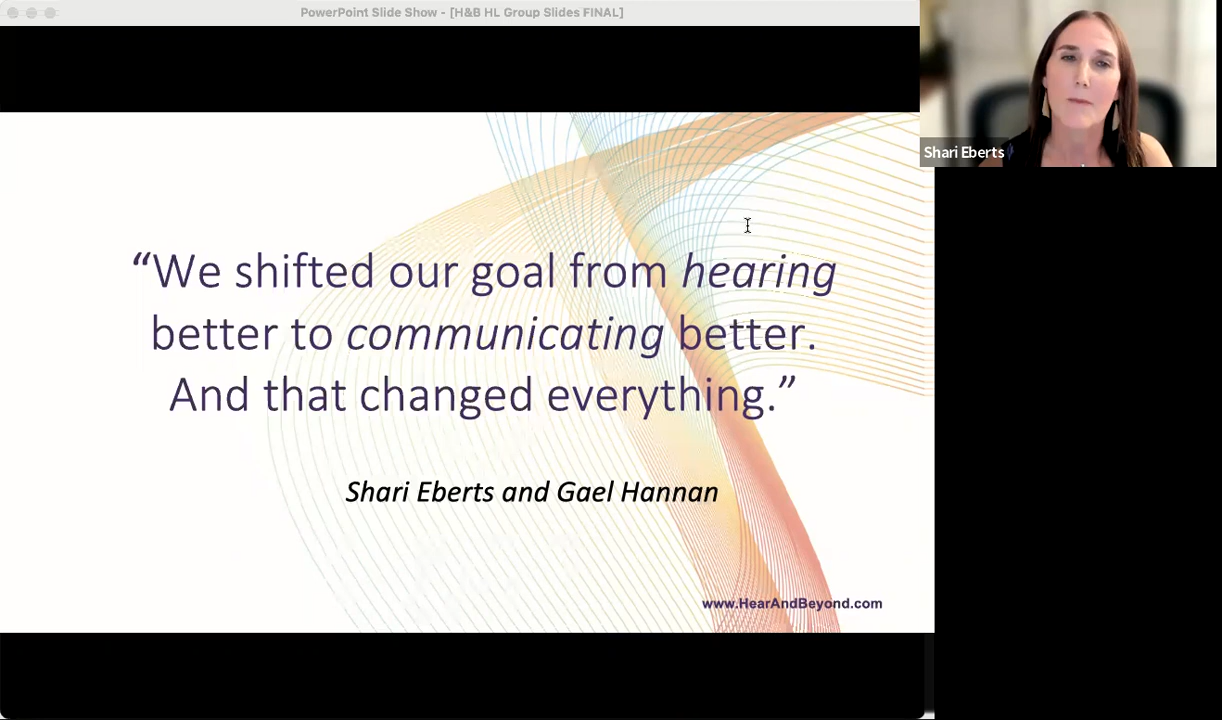 PowerPoint Slide Show - [H&B HL Group Slides FINAL]
Shari Eberts
“We shifted our goal from hearing
better to communicating better.
And that changed everything.”
Shari Eberts and Gael Hannan
www.HearAndBeyond.com